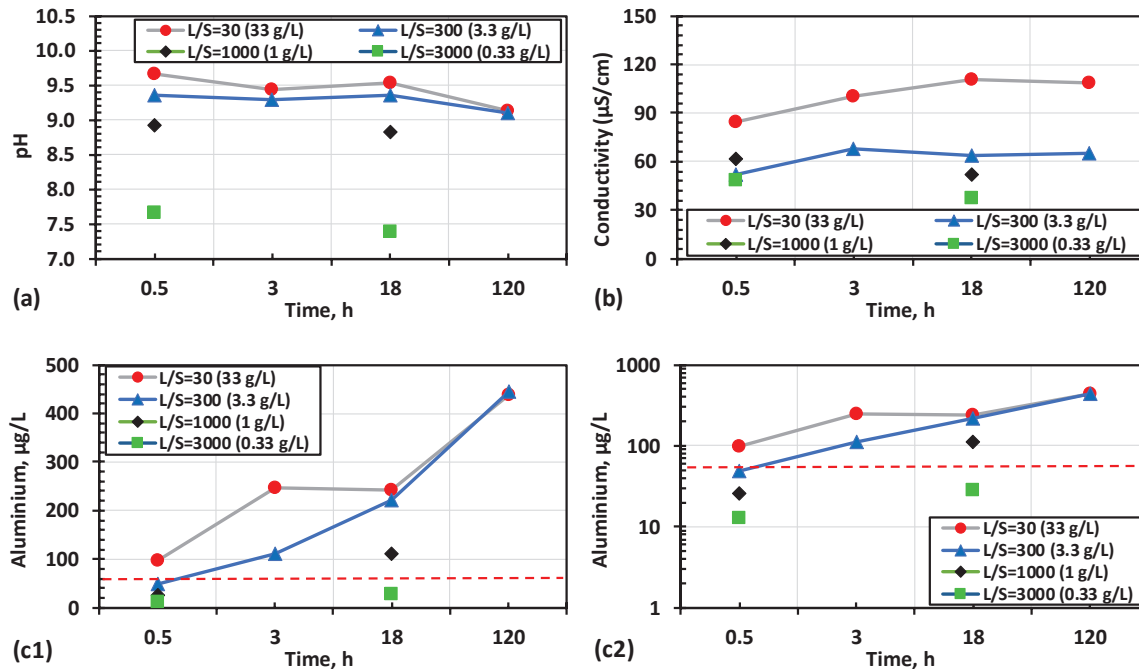 10.5
10.0
9.5
9.0
8.5
8.0
7.5
7.0
pH
L/S=30 (33 g/L)
L/S=300 (3.3 g/L)
L/S=1000 (1 g/L)
L/S=3000 (0.33 g/L)
0.5
3
18
120
(a)
Time, h
150
120
90
60
30
0
Conductivity (µS/cm)
L/S=30 (33 g/L)
L/S=300 (3.3 g/L)
L/S=1000 (1 g/L)
L/S=3000 (0.33 g/L)
0.5
3
18
120
(b)
Time, h
500
400
300
200
100
0
Aluminium, µg/L
L/S=30 (33 g/L)
L/S=300 (3.3 g/L)
L/S=1000 (1 g/L)
L/S=3000 (0.33 g/L)
0.5
3
18
120
(c1)
Time, h
1000
100
10
1
Aluminium, µg/L
L/S=30 (33 g/L)
L/S=300 (3.3 g/L)
L/S=1000 (1 g/L)
L/S=3000 (0.33 g/L)
0.5
3
18
120
(c2)
Time, h